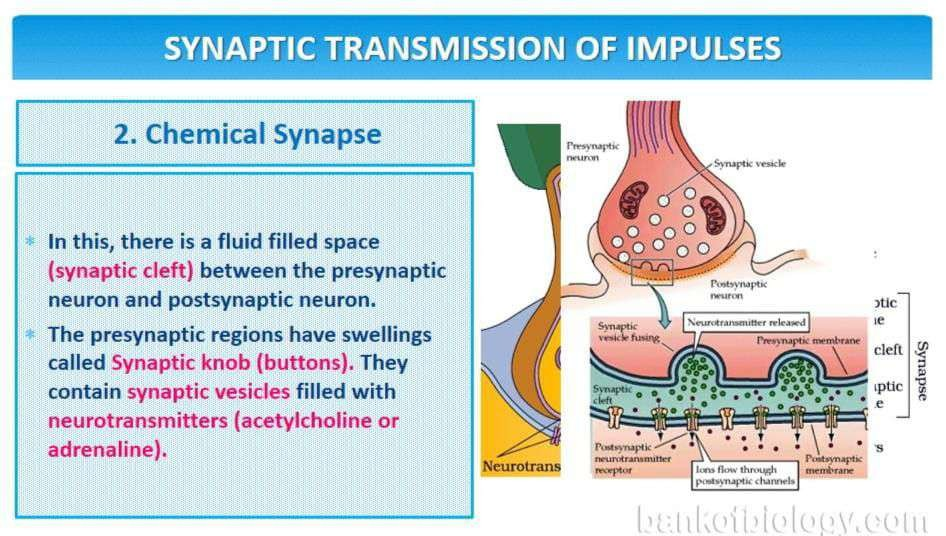 SYNAPTIC TRANSMISSION OF IMPULSES
2. Chemical Synapse
In this, there is a fluid filled space
(synaptic cleft) between the presynaptic
neuron and postsynaptic neuron.
The presynaptic regions have swellings
called Synaptic knob (buttons). They
contain synaptic vesicles filled with
neurotransmitters (acetylcholine or
adrenaline).
Presynaptic
neuron
Synaptic vesicle
Postsynaptic
neuron
Synaptic
vesicle fusing
Neurotransmitter released
Presynaptic membrane
Synaptic
cleft
Postsynaptic
neurotransmitter
receptor
Ions flow through
postsynaptic channels
Postsynaptic
membrane
Neurotrans
cleft
Synapse
bankofbiology.com